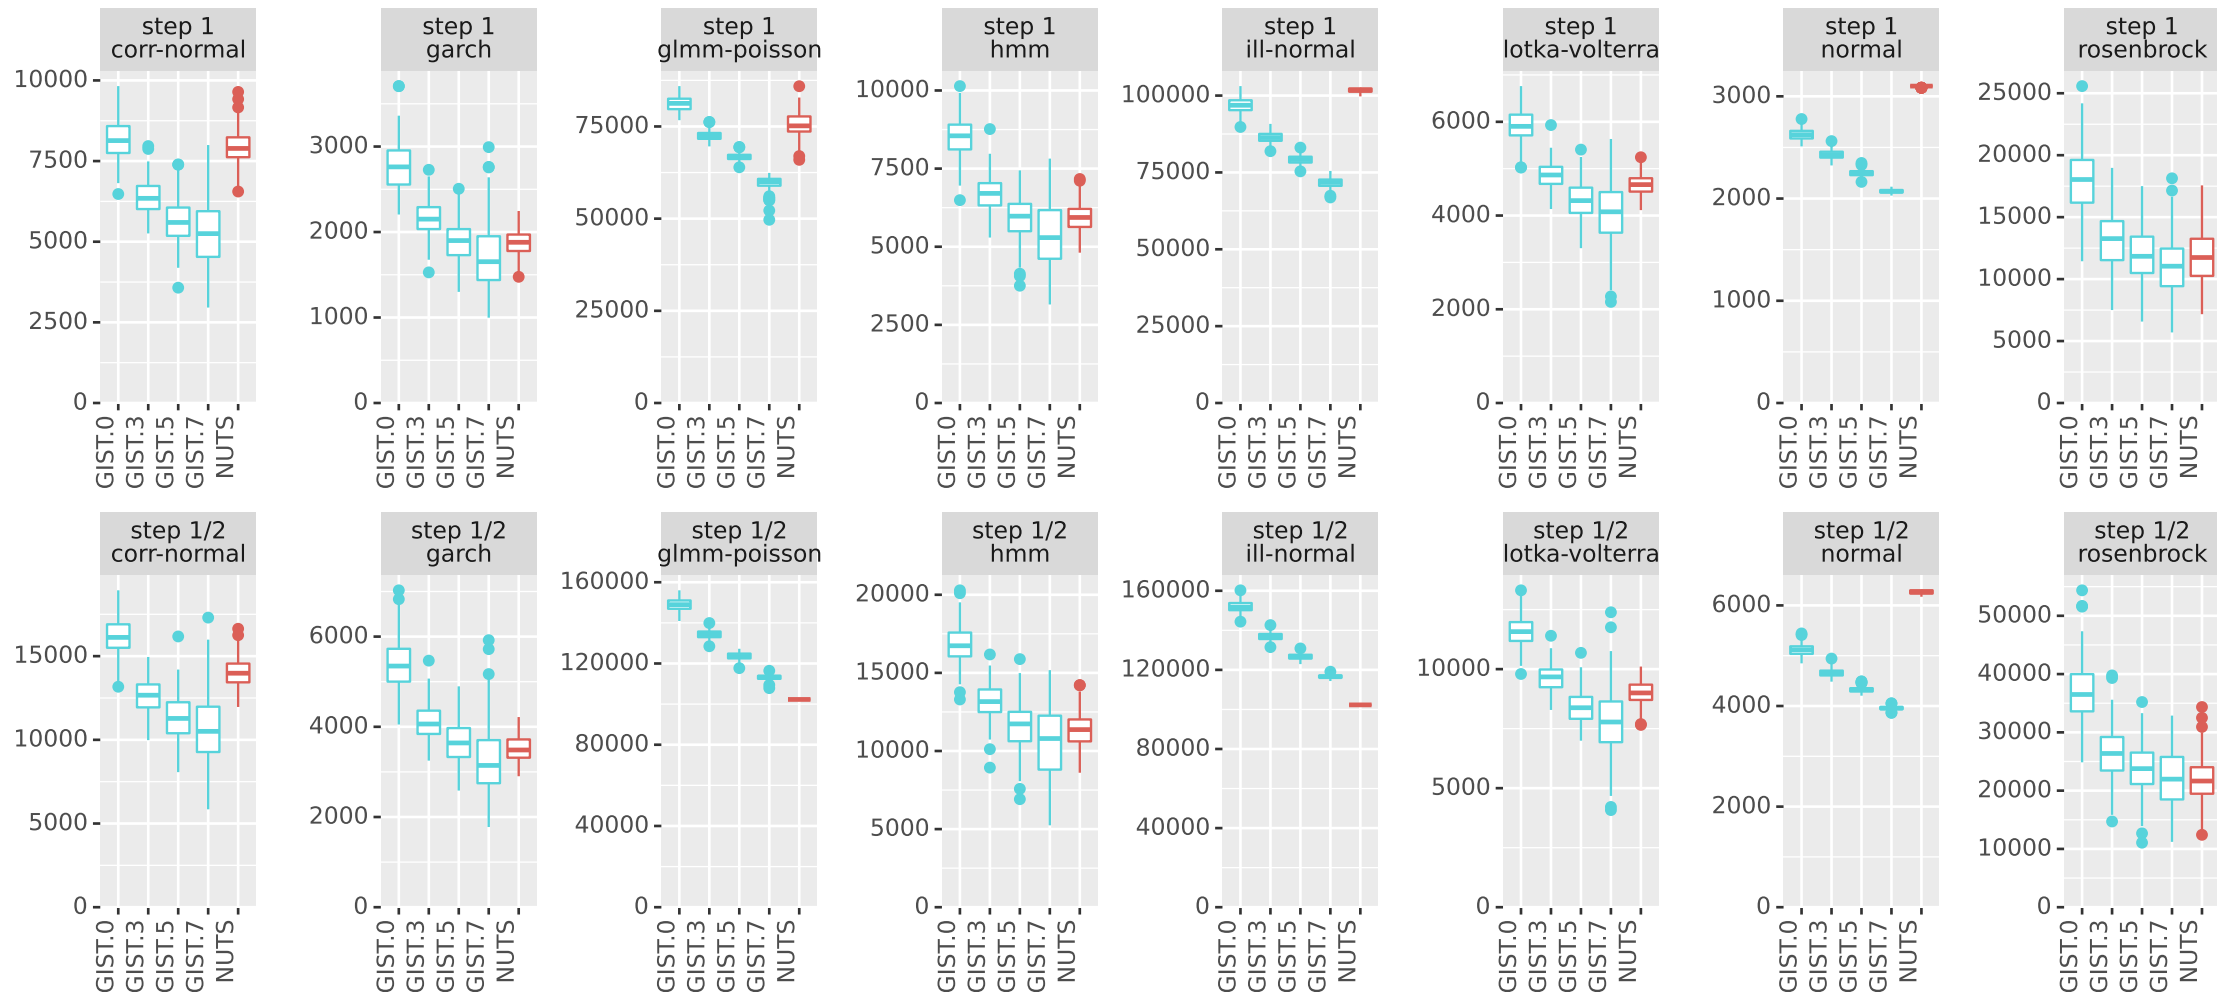 step 1
corr-normal
10000
7500
5000
2500
0
GIST.0
GIST.3
GIST.5
GIST.7
NUTS
step 1
garch
3000
2000
1000
0
GIST.0
GIST.3
GIST.5
GIST.7
NUTS
step 1
glmm-poisson
75000
50000
25000
0
GIST.0
GIST.3
GIST.5
GIST.7
NUTS
step 1
hmm
10000
7500
5000
2500
0
GIST.0
GIST.3
GIST.5
GIST.7
NUTS
step 1
ill-normal
100000
75000
50000
25000
0
GIST.0
GIST.3
GIST.5
GIST.7
NUTS
step 1
lotka-volterra
6000
4000
2000
0
GIST.0
GIST.3
GIST.5
GIST.7
NUTS
step 1
normal
3000
2000
1000
0
GIST.0
GIST.3
GIST.5
GIST.7
NUTS
step 1
rosenbrock
25000
20000
15000
10000
5000
0
GIST.0
GIST.3
GIST.5
GIST.7
NUTS
step 1/2
corr-normal
15000
10000
5000
0
GIST.0
GIST.3
GIST.5
GIST.7
NUTS
step 1/2
garch
6000
4000
2000
0
GIST.0
GIST.3
GIST.5
GIST.7
NUTS
step 1/2
glmm-poisson
160000
120000
80000
40000
0
GIST.0
GIST.3
GIST.5
GIST.7
NUTS
step 1/2
hmm
20000
15000
10000
5000
0
GIST.0
GIST.3
GIST.5
GIST.7
NUTS
step 1/2
ill-normal
160000
120000
80000
40000
0
GIST.0
GIST.3
GIST.5
GIST.7
NUTS
step 1/2
lotka-volterra
10000
5000
0
GIST.0
GIST.3
GIST.5
GIST.7
NUTS
step 1/2
normal
6000
4000
2000
0
GIST.0
GIST.3
GIST.5
GIST.7
NUTS
step 1/2
rosenbrock
50000
40000
30000
20000
10000
0
GIST.0
GIST.3
GIST.5
GIST.7
NUTS